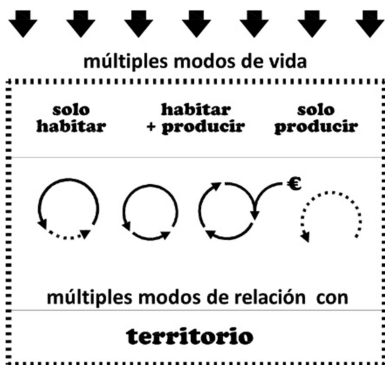 múltiples modos de vida
solo habitar + producir solo
habitar
producir
€
múltiples modos de relación con
territorio